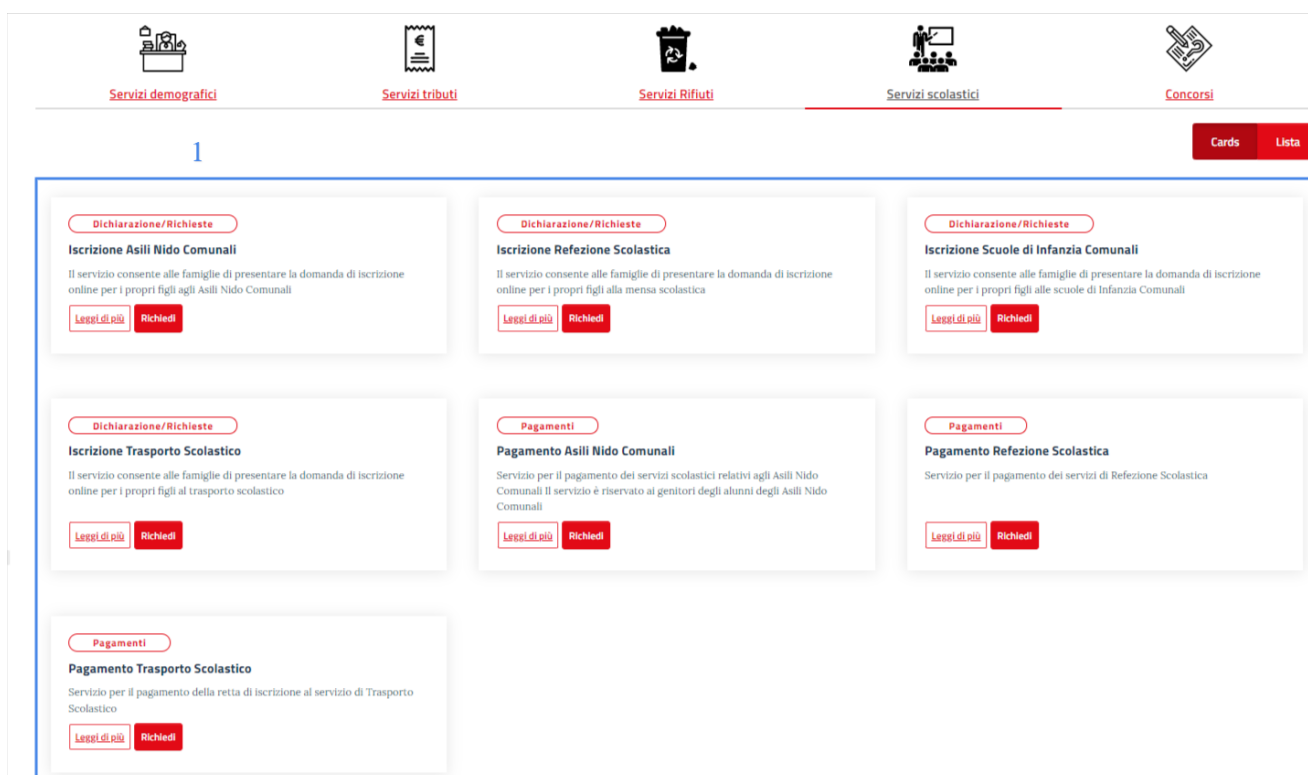 €
Servizi demografici
Servizi tributi
Servizi Rifiuti
Servizi scolastici
Concorsi
Cards
Lista
1
Dichiarazione/Richieste
Iscrizione Asili Nido Comunali
Il servizio consente alle famiglie di presentare la domanda di iscrizione
online per i propri figli agli Asili Nido Comunali
Leggi di più
Richiedi
Dichiarazione/Richieste
Iscrizione Refezione Scolastica
Il servizio consente alle famiglie di presentare la domanda di iscrizione
online per i propri figli alla mensa scolastica
Leggi di più
Richiedi
Dichiarazione/Richieste
Iscrizione Scuole di Infanzia Comunali
Il servizio consente alle famiglie di presentare la domanda di iscrizione
online per i propri figli alle scuole di Infanzia Comunali
Leggi di più
Richiedi
Dichiarazione/Richieste
Iscrizione Trasporto Scolastico
Il servizio consente alle famiglie di presentare la domanda di iscrizione
online per i propri figli al trasporto scolastico
Leggi di più
Richiedi
Pagamenti
Pagamento Asili Nido Comunali
Servizio per il pagamento dei servizi scolastici relativi agli Asili Nido
Comunali Il servizio é riservato ai genitori degli alunni degli Asili Nido
Comunali
Leggi di più
Richiedi
Pagamenti
Pagamento Refezione Scolastica
Servizio per il pagamento dei servizi di Refezione Scolastica
Leggi di più
Richiedi
Pagamenti
Pagamento Trasporto Scolastico
Servizio per il pagamento della retta di iscrizione al servizio di Trasporto
Scolastico
Leggi di più
Richiedi